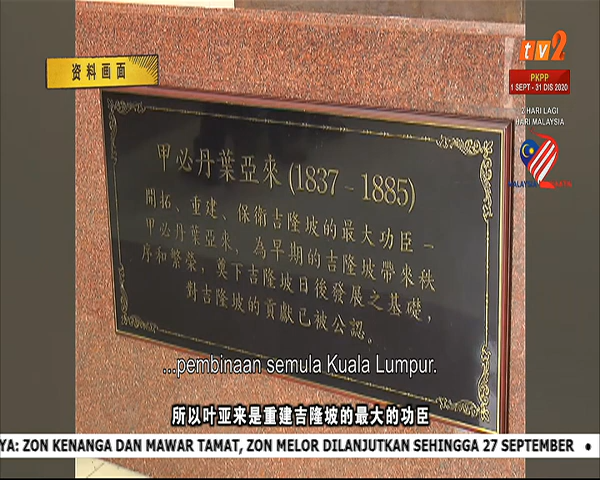 资料画面
tv2
PKPP
1 SEPT - 31 DIS 2020
2 HARI LAGI
HARI MALAYSIA
甲必丹葉亞來 (1837 - 1885)
開拓、重建、保衛吉隆坡的最大功臣－
甲必丹葉亞來，為早期的吉隆坡帶來秩
序和繁榮，奠下吉隆坡日後發展之基礎，
對吉隆坡的貢獻已被公認。
...pembinaan semula Kuala Lumpur.
所以叶亚来是重建吉隆坡的最大的功臣
YA: ZON KENANGA DAN MAWAR TAMAT, ZON MELOR DILANJUTKAN SEHINGGA 27 SEPTEMBER •